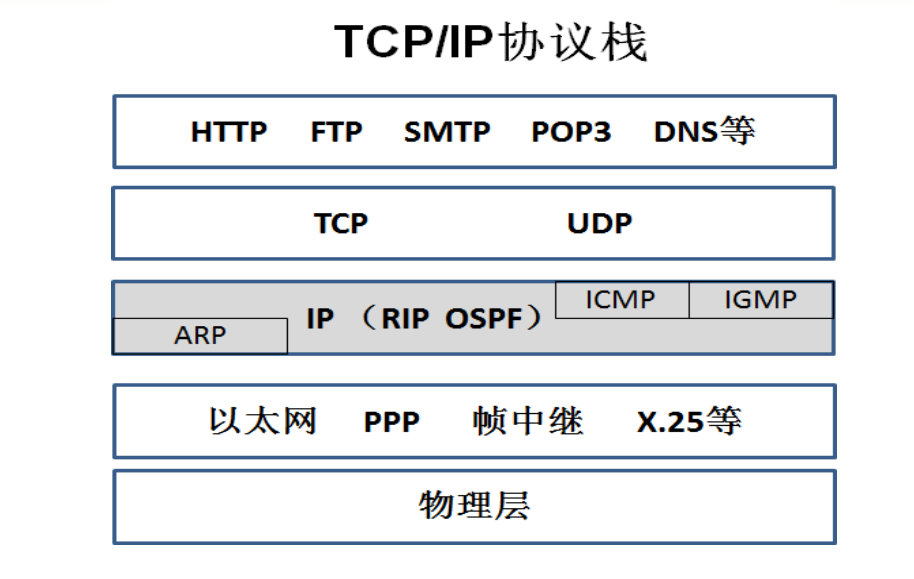 TCP/IP协议栈
HTTP FTP SMTP POP3 DNS等
TCP UDP
ICMP IGMP
IP （RIP OSPF）
ARP
以太网 PPP 帧中继 X.25等
物理层